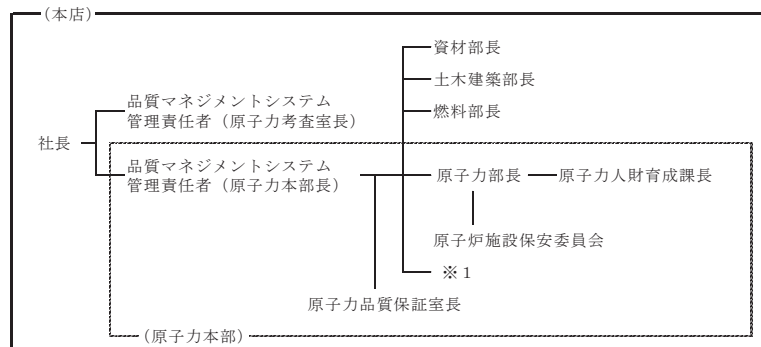 (本店)
資材部長
土木建築部長
燃料部長
品質マネジメントシステム
管理責任者(原子力考査室長)
社長
品質マネジメントシステム
管理責任者(原子力本部長)
原子力部長
原子力人財育成課長
原子炉施設保安委員会
※1
原子力品質保証室長
(原子力本部)